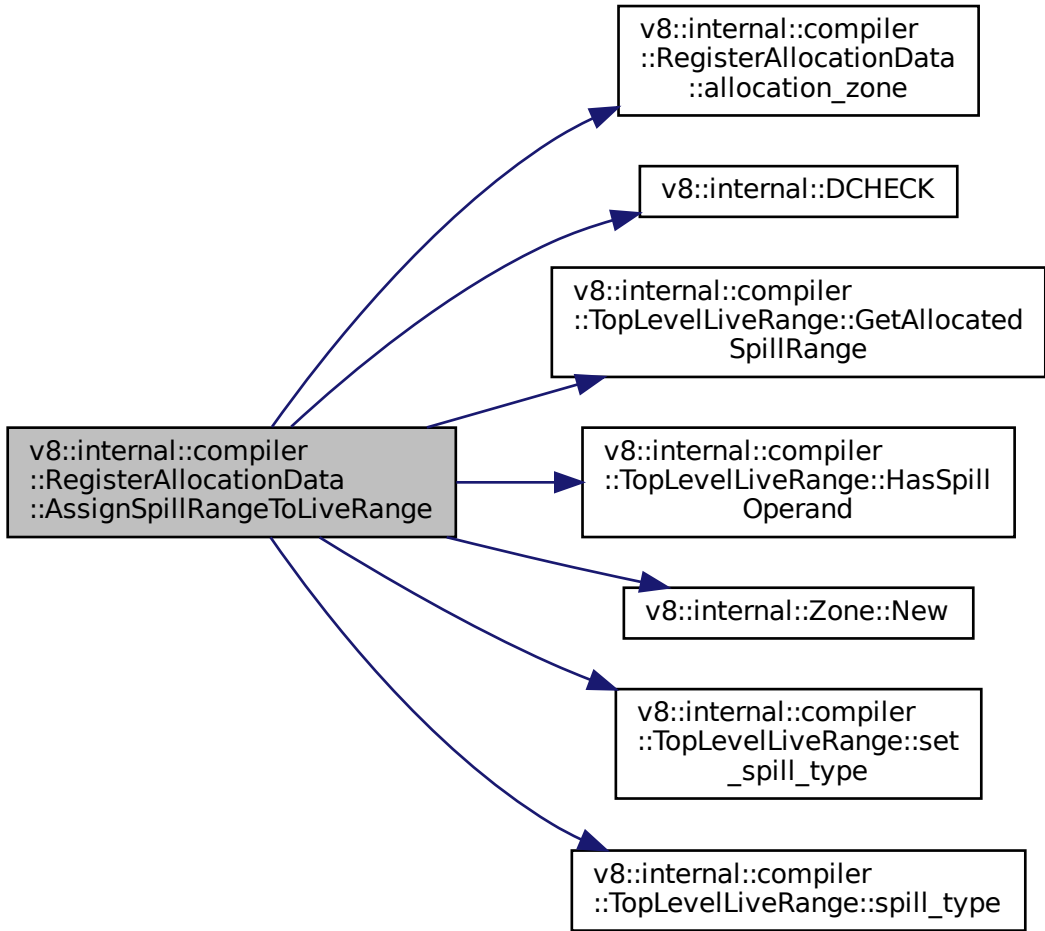 v8::internal::compiler
::RegisterAllocationData
::allocation_zone
v8::internal::DCHECK
v8::internal::compiler
::TopLevelLiveRange::GetAllocated
SpillRange
v8::internal::compiler
::RegisterAllocationData
::AssignSpillRangeToLiveRange
v8::internal::compiler
::TopLevelLiveRange::HasSpill
Operand
v8::internal::Zone::New
v8::internal::compiler
::TopLevelLiveRange::set
_spill_type
v8::internal::compiler
::TopLevelLiveRange::spill_type